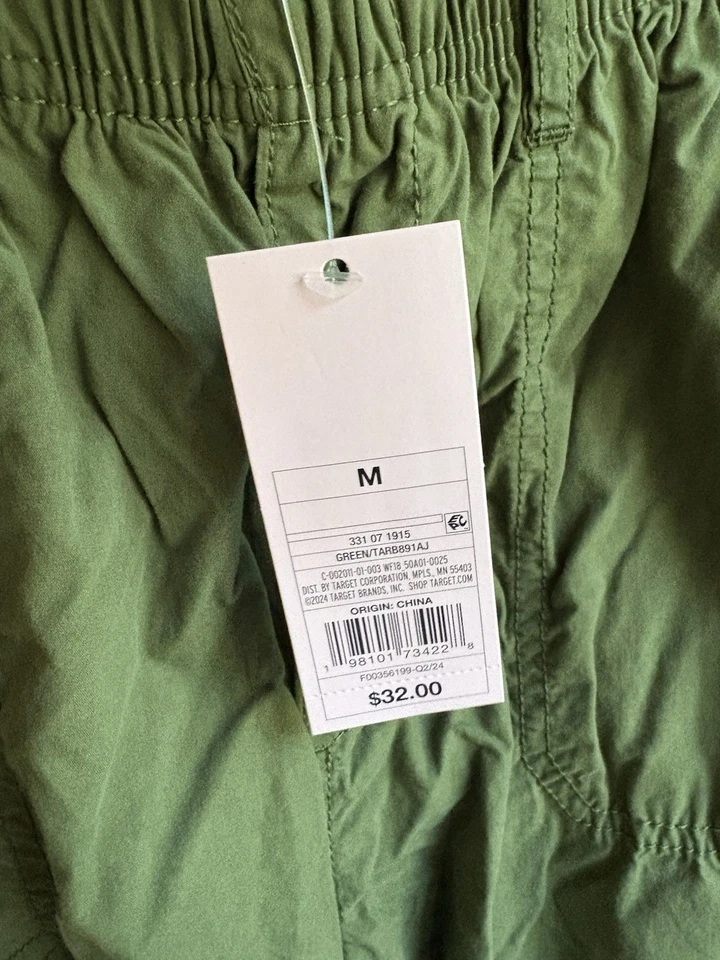 M
331 07 1915
GREEN/TARB891AJ
C-002011-01-003 WF18 50A01-0025
DIST. BY TARGET CORPORATION, MPLS., MN 55403
©2024 TARGET BRANDS, INC. SHOP TARGET.COM
ORIGIN: CHINA
1 98101 73422 8
F00356199-Q2/24
$32.00